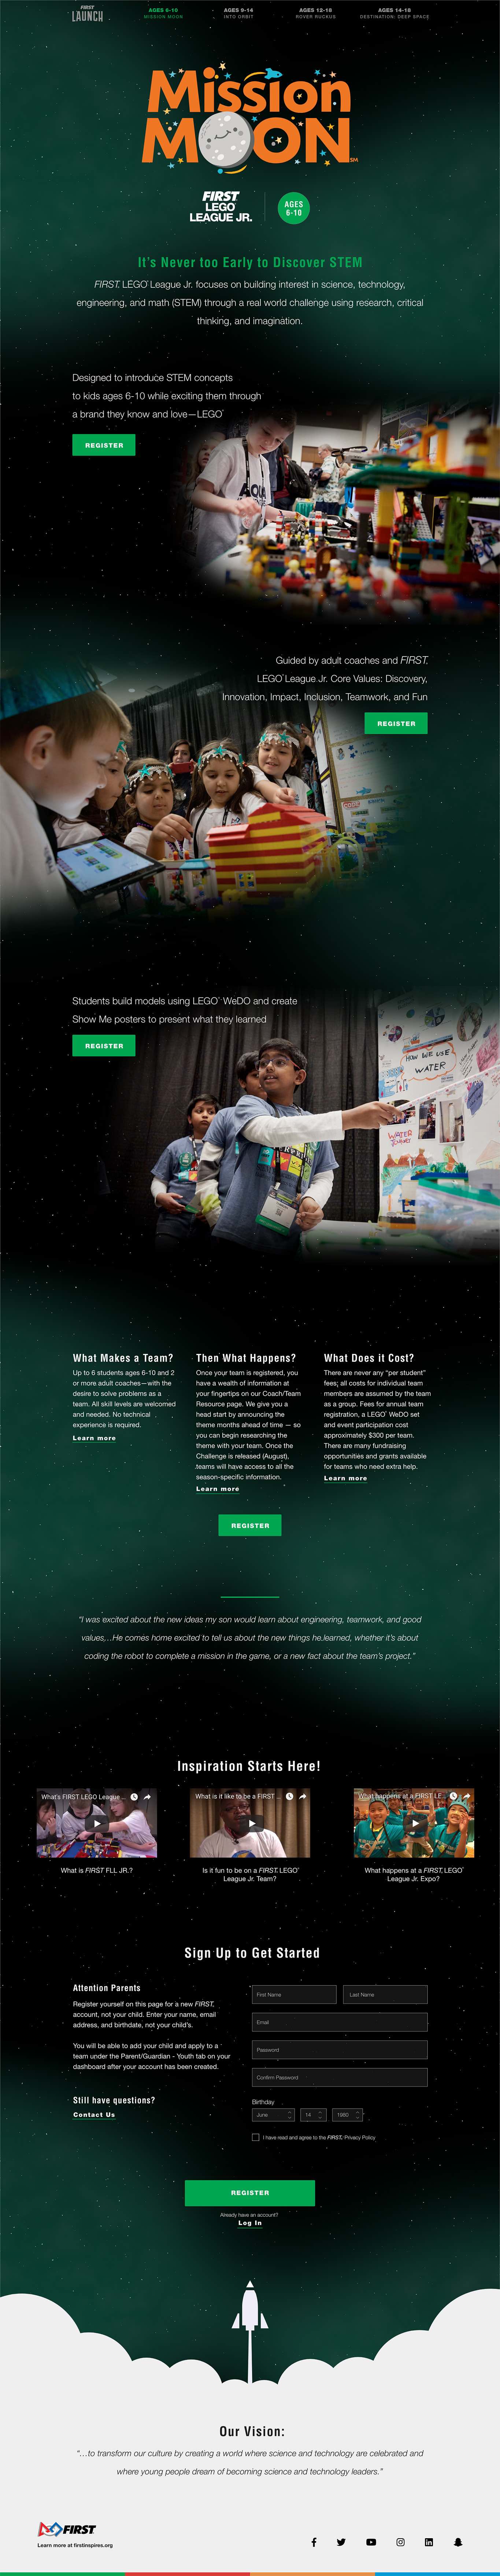 FIRST
LAUNCH
AGES 6-10
MISSION MOON
AGES 9-14
INTO ORBIT
AGES 12-18
ROVER RUCKUS
AGES 14-18
DESTINATION: DEEP SPACE
Mission
MOON SM
FIRST
LEGO
LEAGUE JR.
AGES
6-10
It's Never too Early to Discover STEM
FIRST® LEGO® League Jr. focuses on building interest in science, technology,
engineering, and math (STEM) through a real world challenge using research, critical
thinking, and imagination.
Designed to introduce STEM concepts
to kids ages 6-10 while exciting them through
a brand they know and love—LEGO®
REGISTER
Guided by adult coaches and FIRST®
LEGO® League Jr. Core Values: Discovery,
Innovation, Impact, Inclusion, Teamwork, and Fun
REGISTER
Students build models using LEGO® WeDO and create
Show Me posters to present what they learned
REGISTER
HOW WE USE
WATER
WATER
What Makes a Team?
Up to 6 students ages 6-10 and 2
or more adult coaches—with the
desire to solve problems as a
team. All skill levels are welcomed
and needed. No technical
experience is required.
Learn more
Then What Happens?
Once your team is registered, you
have a wealth of information at
your fingertips on our Coach/Team
Resource page. We give you a
head start by announcing the
theme months ahead of time — so
you can begin researching the
theme with your team. Once the
Challenge is released (August),
teams will have access to all the
season-specific information.
Learn more
What Does it Cost?
There are never any “per student”
fees; all costs for individual team
members are assumed by the team
as a group. Fees for annual team
registration, a LEGO® WeDO set
and event participation cost
approximately $300 per team.
There are many fundraising
opportunities and grants available
for teams who need extra help.
Learn more
REGISTER
“I was excited about the new ideas my son would learn about engineering, teamwork, and good
values,…He comes home excited to tell us about the new things he learned, whether it’s about
coding the robot to complete a mission in the game, or a new fact about the team’s project.”
Inspiration Starts Here!
What's FIRST LEGO League ...
What is it like to be a FIRST ...
What happens at a FIRST LE...
What is FIRST FLL JR.?
Is it fun to be on a FIRST® LEGO®
League Jr. Team?
What happens at a FIRST® LEGO®
League Jr. Expo?
Sign Up to Get Started
Attention Parents
Register yourself on this page for a new FIRST®
account, not your child. Enter your name, email
address, and birthdate, not your child’s.
You will be able to add your child and apply to a
team under the Parent/Guardian - Youth tab on your
dashboard after your account has been created.
Still have questions?
Contact Us
First Name
Last Name
Email
Password
Confirm Password
Birthday
June
14
1980
I have read and agree to the FIRST® Privacy Policy
REGISTER
Already have an account?
Log In
Our Vision:
“…to transform our culture by creating a world where science and technology are celebrated and
where young people dream of becoming science and technology leaders.”
FIRST
Learn more at firstinspires.org